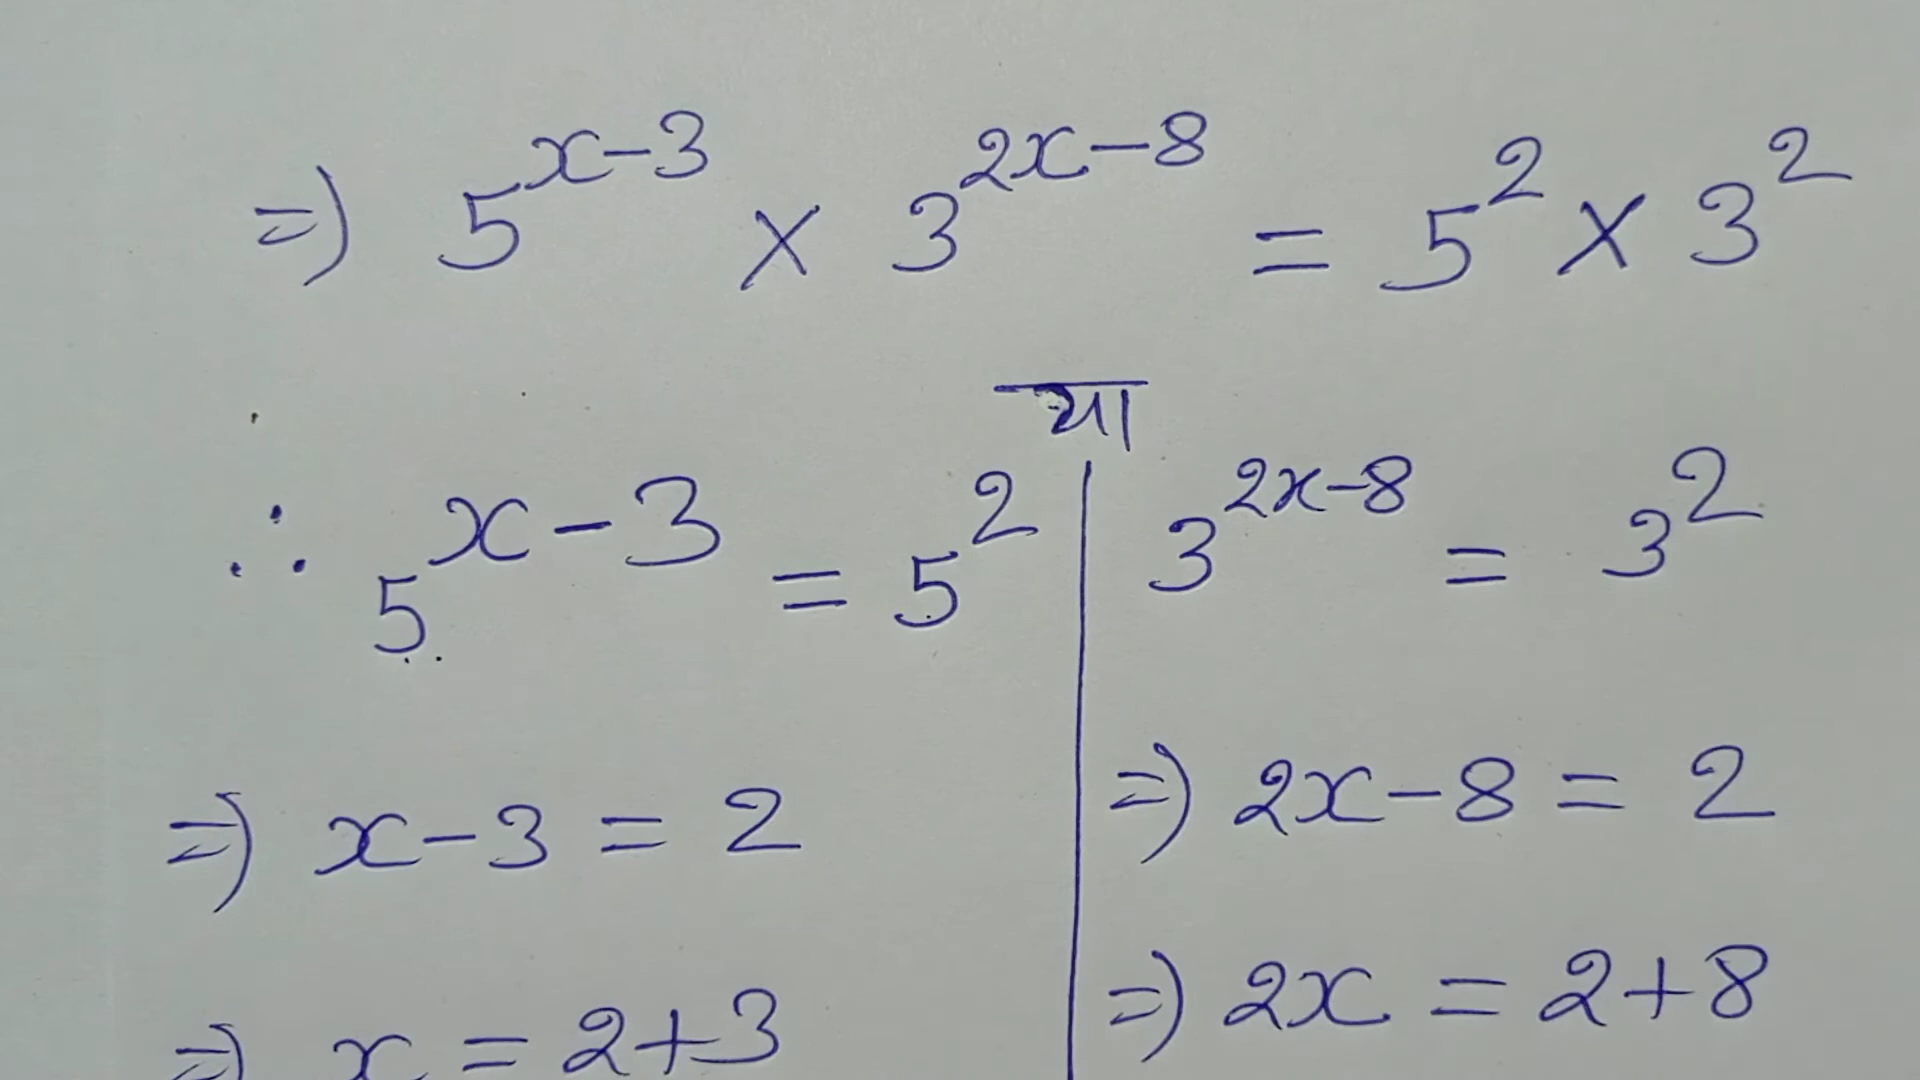 =) 5^{x-3} × 3^{2x-8} = 5^2 × 3^2
या
∴ 5^{x-3} = 5^2 | 3^{2x-8} = 3^2
=) x-3 = 2 | =) 2x-8 = 2
=) x = 2+3 | =) 2x = 2+8